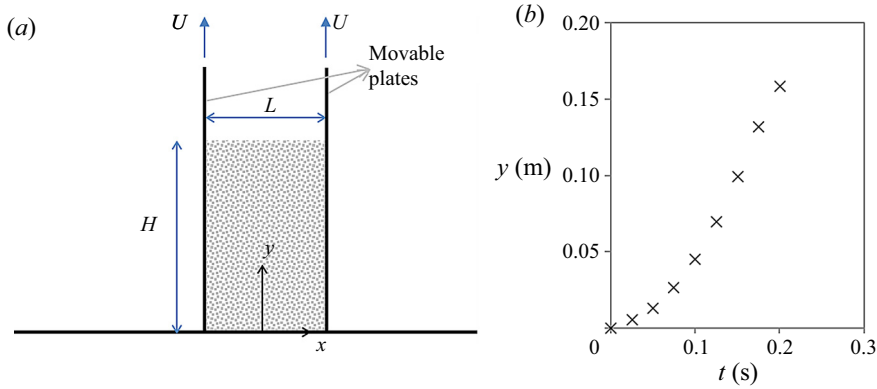 (a)
U
U
Movable
plates
L
H
y
x
(b)
0.20
0.15
y (m)
0.10
0.05
0
0.1
0.2
0.3
t (s)